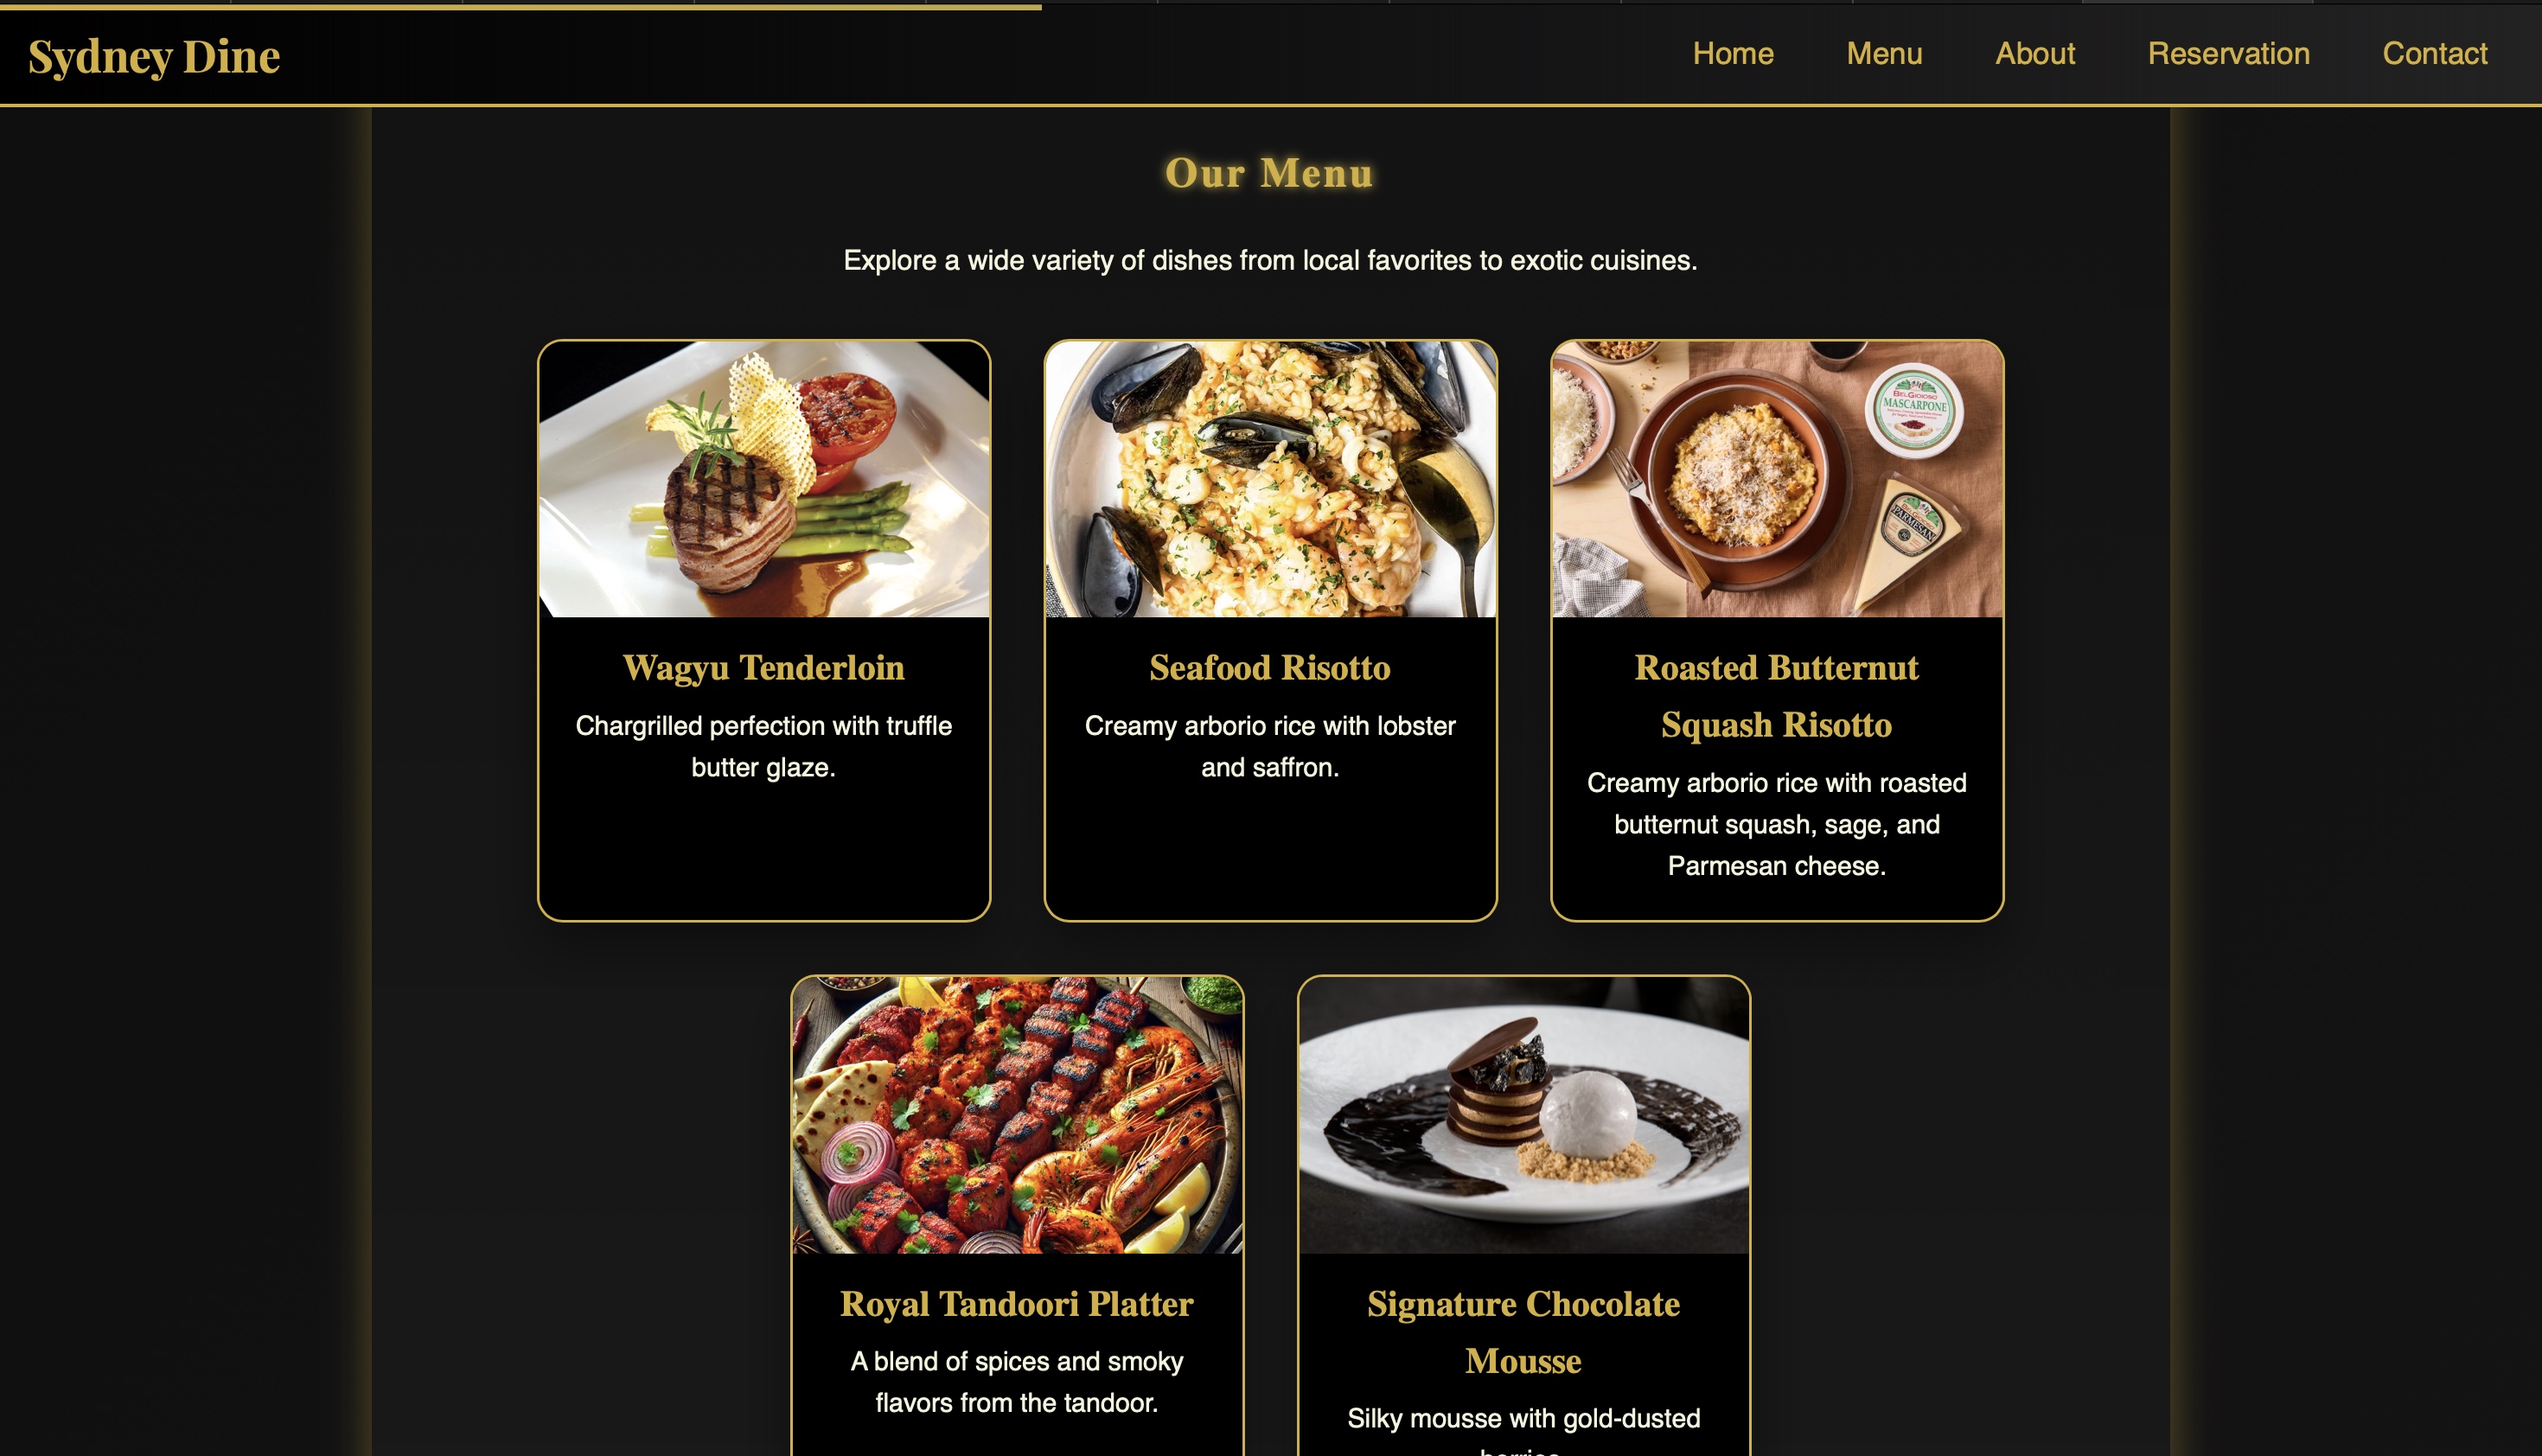 Sydney Dine
Home Menu About Reservation Contact
Our Menu
Explore a wide variety of dishes from local favorites to exotic cuisines.
BELGIOIOSO
MASCARPONE
PARMESAN
Wagyu Tenderloin
Chargrilled perfection with truffle
butter glaze.
Seafood Risotto
Creamy arborio rice with lobster
and saffron.
Roasted Butternut
Squash Risotto
Creamy arborio rice with roasted
butternut squash, sage, and
Parmesan cheese.
Royal Tandoori Platter
A blend of spices and smoky
flavors from the tandoor.
Signature Chocolate
Mousse
Silky mousse with gold-dusted